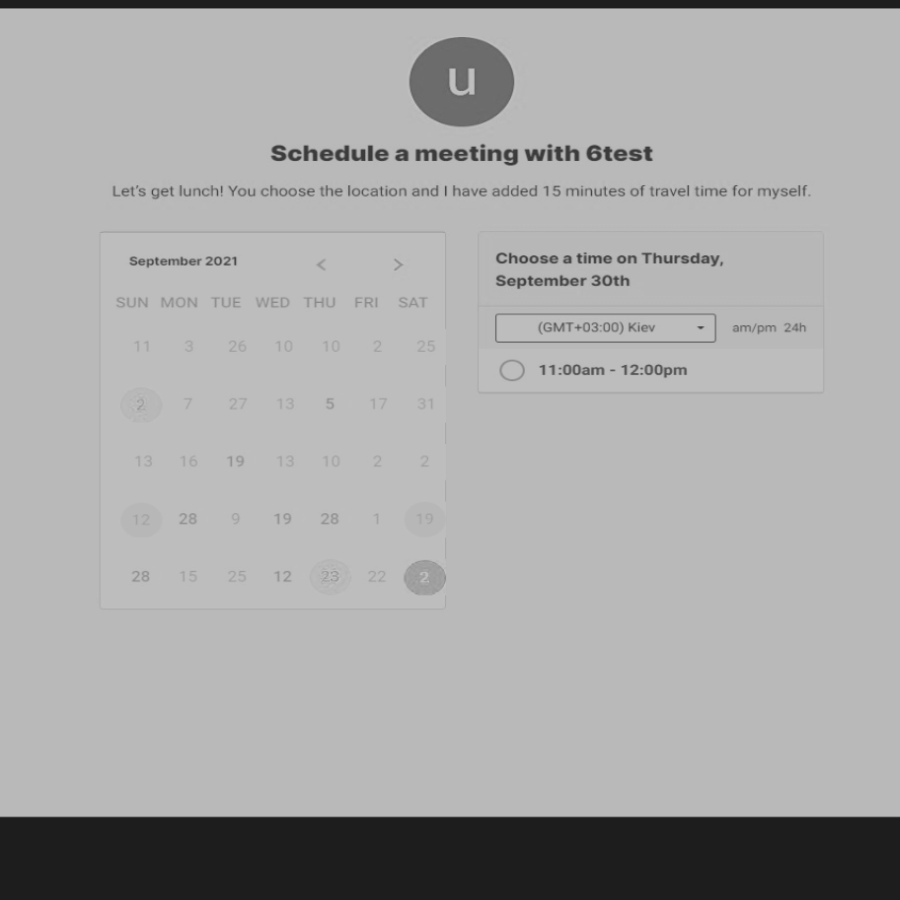 u
Schedule a meeting with 6test
Let's get lunch! You choose the location and I have added 15 minutes of travel time for myself.
September 2021 < >
SUN MON TUE WED THU FRI SAT
11 3 26 10 10 2 25
2 7 27 13 5 17 31
13 16 19 13 10 2 2
12 28 9 19 28 1 19
28 15 25 12 23 22 2
Choose a time on Thursday,
September 30th
(GMT+03:00) Kiev am/pm 24h
11:00am - 12:00pm